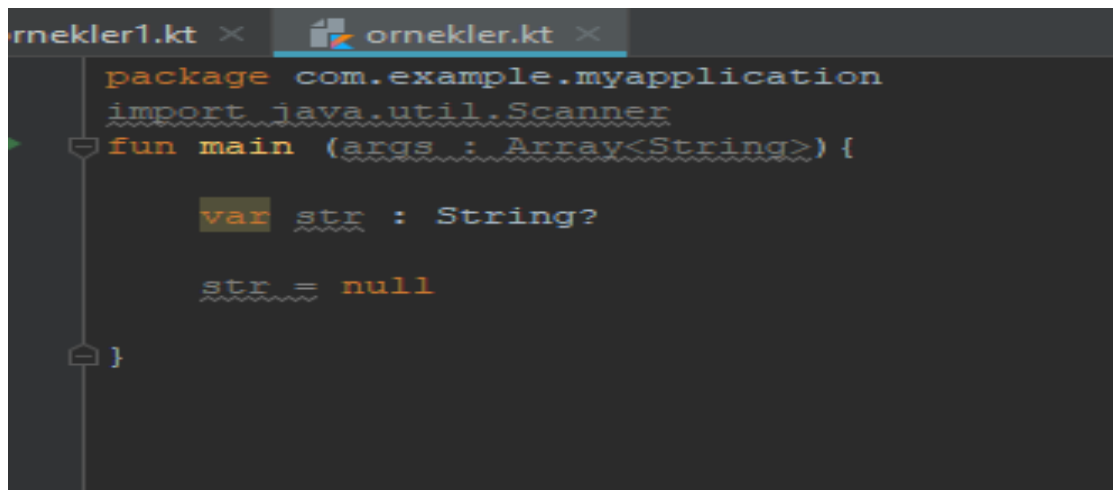 rnekler1.kt × ornekler.kt ×
package com.example.myapplication
import java.util.Scanner
fun main (args : Array<String>){
var str : String?
str = null
}